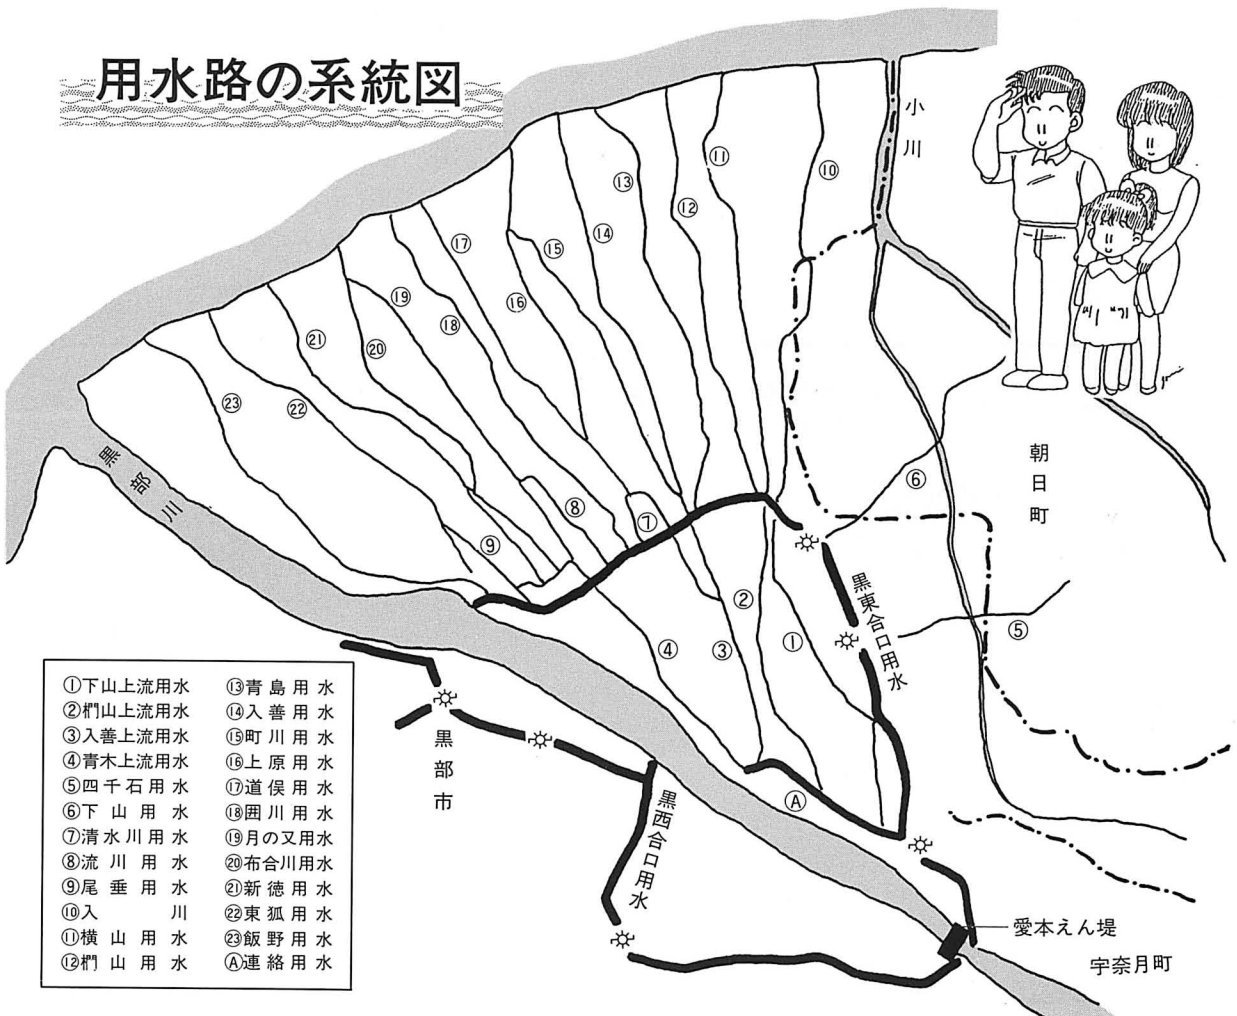 用水路の系統図
小川
⑪
⑩
⑬
⑫
⑰
⑮
⑭
⑲
⑯
⑱
㉑
⑳
㉓
㉒
黒部川
朝日町
⑥
⑧
⑦
⑨
黒東合口用水
②
⑤
④
③
①
黒部市
Ⓐ
黒西合口用水
愛本えん堤
宇奈月町
①下山上流用水
②椚山上流用水
③入善上流用水
④青木上流用水
⑤四千石用水
⑥下山用水
⑦清水川用水
⑧流川用水
⑨尾垂用水
⑩入川
⑪横山用水
⑫椚山用水
⑬青島用水
⑭入善用水
⑮町川用水
⑯上原用水
⑰道俣用水
⑱囲川用水
⑲月の又用水
⑳布合川用水
㉑新徳用水
㉒東狐用水
㉓飯野用水
Ⓐ連絡用水